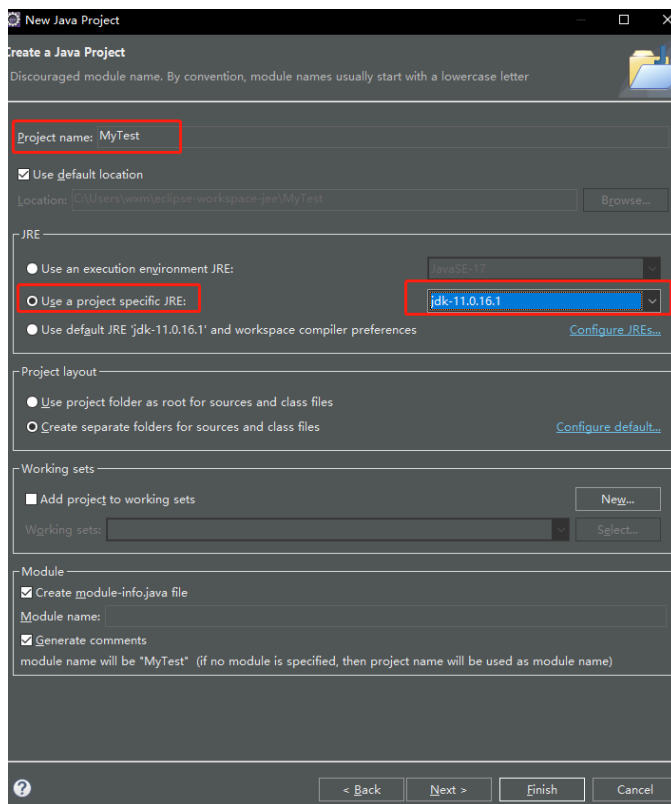 New Java Project
Create a Java Project
Discouraged module name. By convention, module names usually start with a lowercase letter
Project name: MyTest
Use default location
Location: C:\Users\wxm\eclipse-workspace-jee\MyTest
Browse...
JRE
Use an execution environment JRE:
JavaSE-17
Use a project specific JRE:
jdk-11.0.16.1
Use default JRE 'jdk-11.0.16.1' and workspace compiler preferences
Configure JREs...
Project layout
Use project folder as root for sources and class files
Create separate folders for sources and class files
Configure default...
Working sets
Add project to working sets
New...
Working sets:
Select...
Module
Create module-info.java file
Module name:
Generate comments
module name will be "MyTest" (if no module is specified, then project name will be used as module name)
?
< Back
Next >
Finish
Cancel